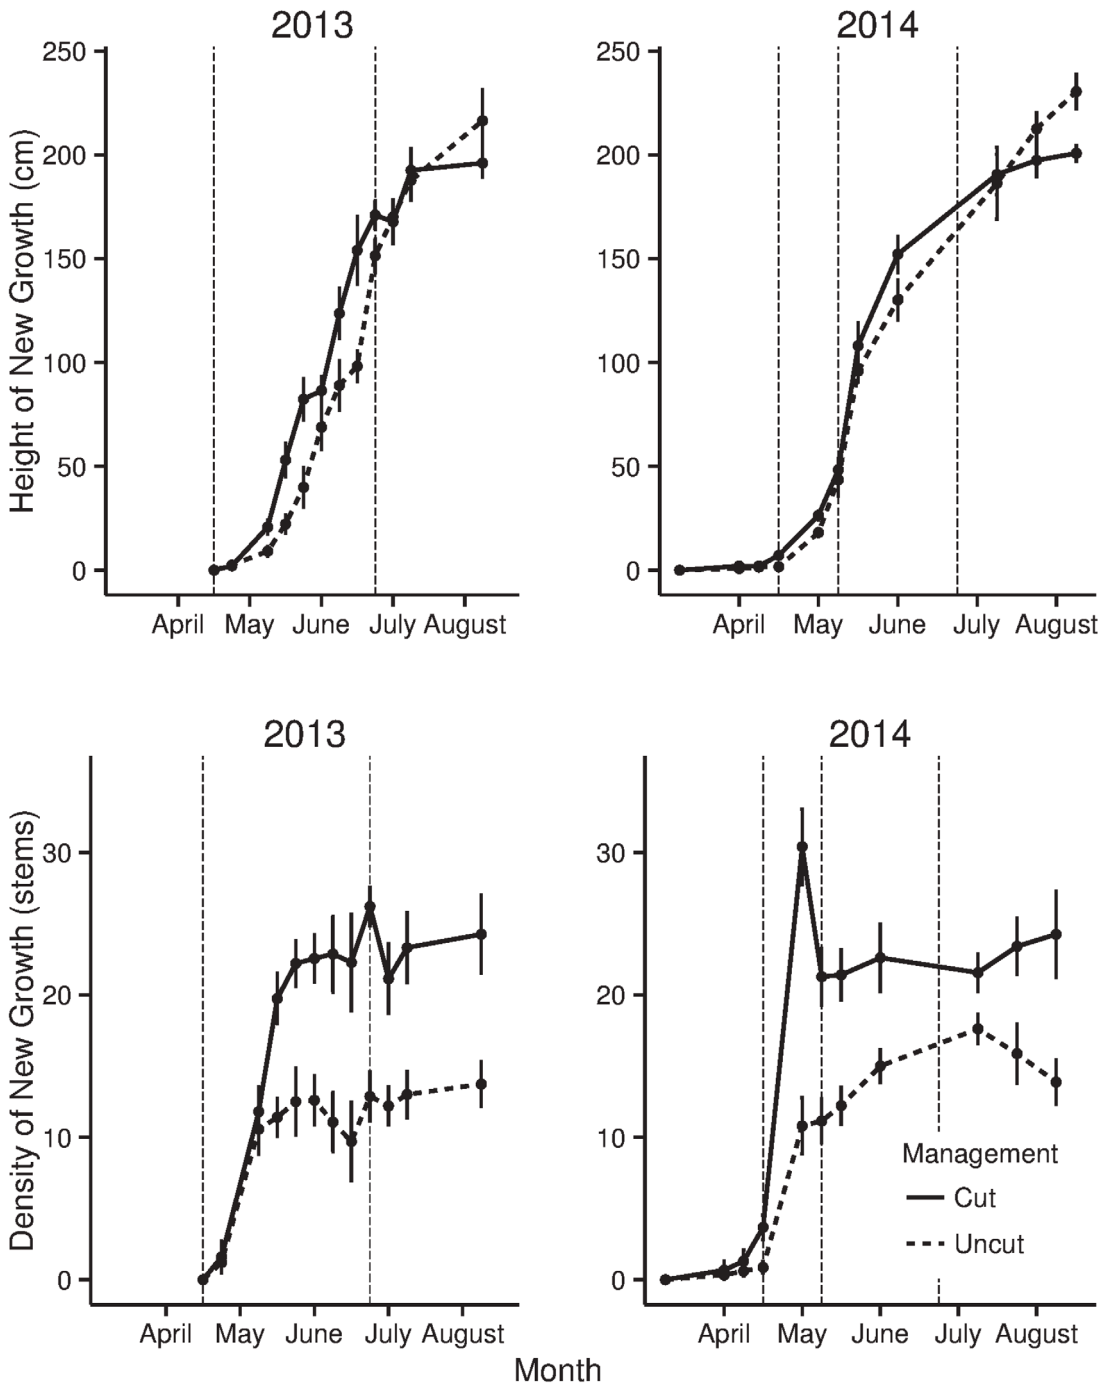 2013
2014
Height of New Growth (cm)
250
200
150
100
50
0
April May June July August
250
200
150
100
50
0
April May June July August
2013
2014
Density of New Growth (stems)
30
20
10
0
April May June July August
30
20
10
0
April May June July August
Management
Cut
Uncut
Month